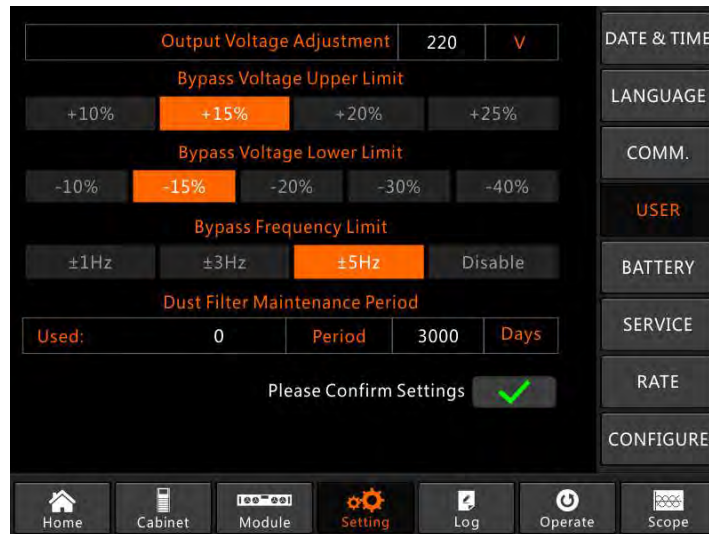 Output Voltage Adjustment 220 V
Bypass Voltage Upper Limit
+10% +15% +20% +25%
Bypass Voltage Lower Limit
-10% -15% -20% -30% -40%
Bypass Frequency Limit
±1Hz ±3Hz ±5Hz Disable
Dust Filter Maintenance Period
Used: 0 Period 3000 Days
Please Confirm Settings
DATE & TIME
LANGUAGE
COMM.
USER
BATTERY
SERVICE
RATE
CONFIGURE
Home Cabinet Module Setting Log Operate Scope